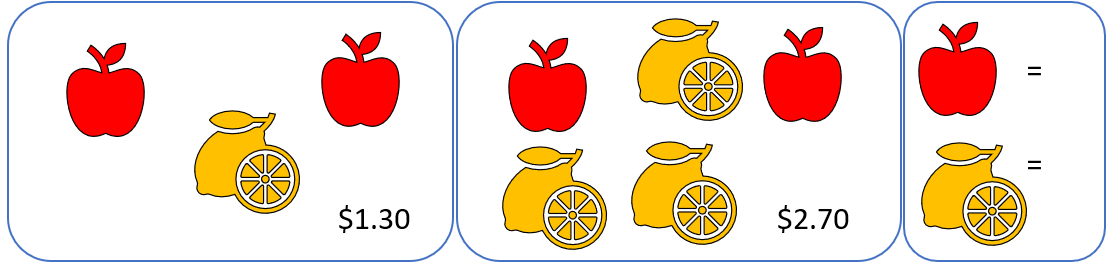 =
=
$1.30
$2.70